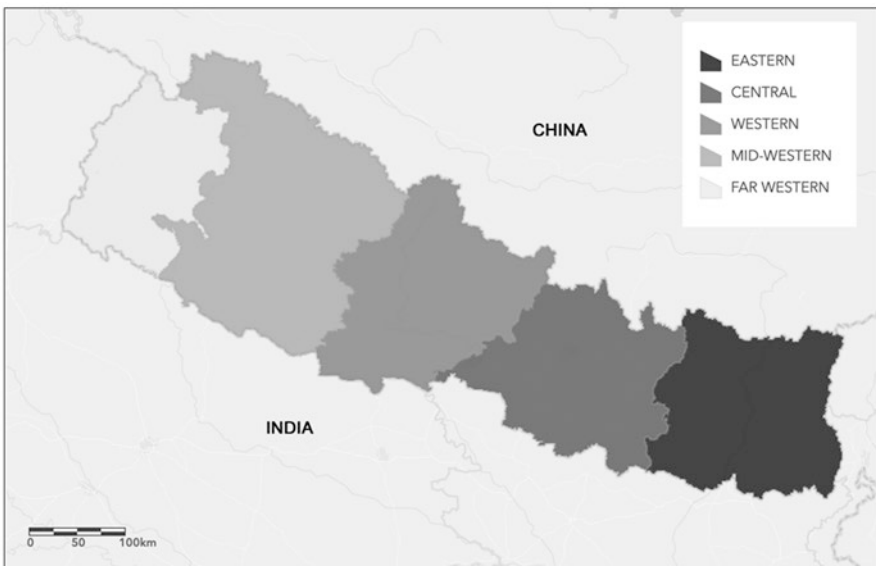 EASTERN
CENTRAL
WESTERN
MID-WESTERN
FAR WESTERN
CHINA
INDIA
0 50 100km